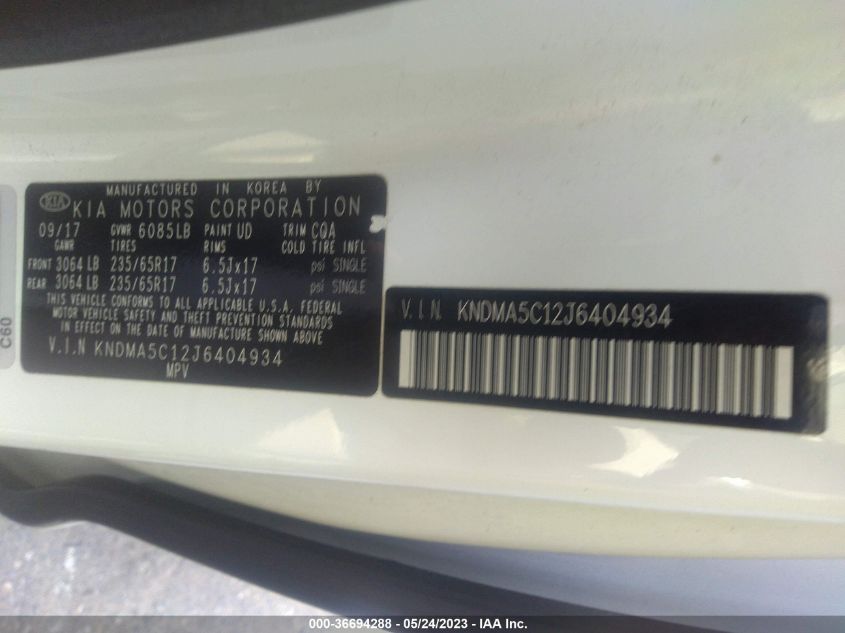 MANUFACTURED IN KOREA BY
KIA KIA MOTORS CORPORATION
09/17 GVWR 6085LB PAINT UD TRIM CQA
GAWR TIRES RIMS COLD TIRE INFL
FRONT 3064 LB 235/65R17 6.5Jx17 psi SINGLE
REAR 3064 LB 235/65R17 6.5Jx17 psi SINGLE
THIS VEHICLE CONFORMS TO ALL APPLICABLE U.S.A. FEDERAL
MOTOR VEHICLE SAFETY AND THEFT PREVENTION STANDARDS
IN EFFECT ON THE DATE OF MANUFACTURE SHOWN ABOVE
V.I.N KNDMA5C12J6404934
MPV
V.I.N. KNDMA5C12J6404934
C60
000-36694288 - 05/24/2023 - IAA Inc.